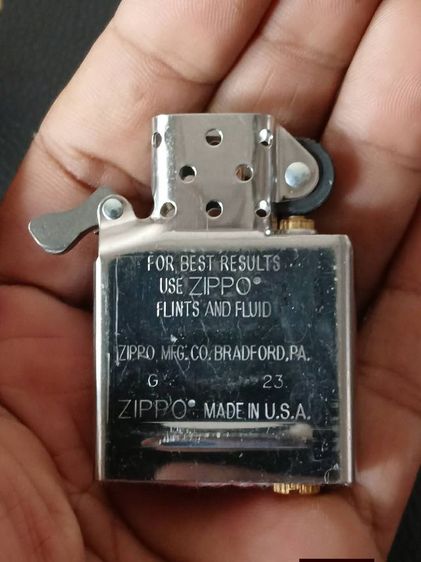 FOR BEST RESULTS
USE ZIPPO®
FLINTS AND FLUID
ZIPPO MFG. CO. BRADFORD, PA.
G 23
ZIPPO® MADE IN U.S.A.